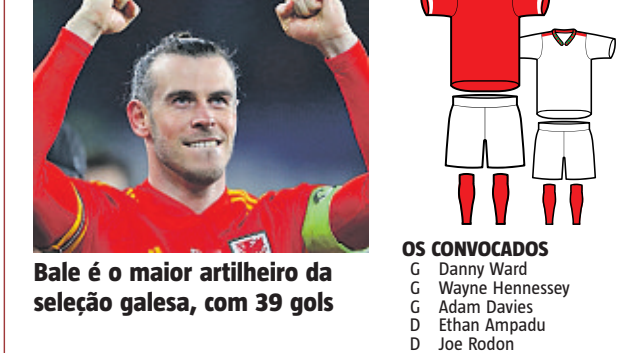 Bale é o maior artilheiro da
seleção galesa, com 39 gols
OS CONVOCADOS
G Danny Ward
G Wayne Hennessey
G Adam Davies
D Ethan Ampadu
D Joe Rodon